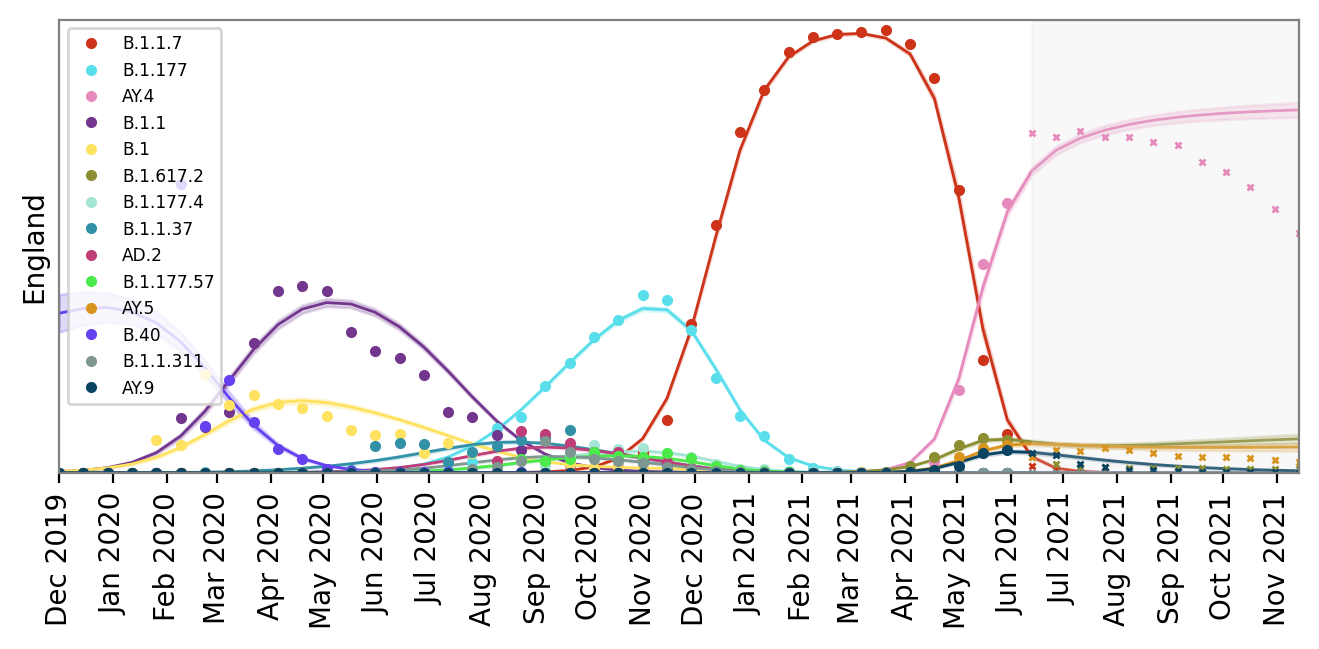 England
B.1.1.7
B.1.177
AY.4
B.1.1
B.1
B.1.617.2
B.1.177.4
B.1.1.37
AD.2
B.1.177.57
AY.5
B.40
B.1.1.311
AY.9
Dec 2019
Jan 2020
Feb 2020
Mar 2020
Apr 2020
May 2020
Jun 2020
Jul 2020
Aug 2020
Sep 2020
Oct 2020
Nov 2020
Dec 2020
Jan 2021
Feb 2021
Mar 2021
Apr 2021
May 2021
Jun 2021
Jul 2021
Aug 2021
Sep 2021
Oct 2021
Nov 2021